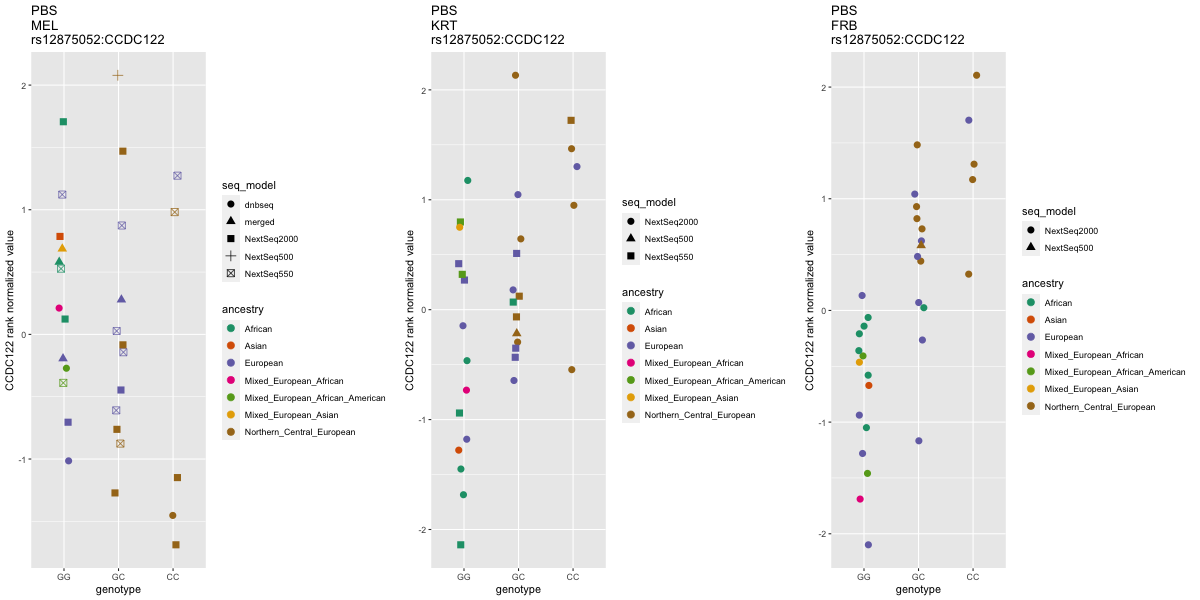 PBS
MEL
rs12875052:CCDC122
CCDC122 rank normalized value
2
1
0
-1
GG
GC
CC
genotype
seq_model
dnbseq
merged
NextSeq2000
NextSeq500
NextSeq550
ancestry
African
Asian
European
Mixed_European_African
Mixed_European_African_American
Mixed_European_Asian
Northern_Central_European
PBS
KRT
rs12875052:CCDC122
CCDC122 rank normalized value
2
1
0
-1
-2
GG
GC
CC
genotype
seq_model
NextSeq2000
NextSeq500
NextSeq550
ancestry
African
Asian
European
Mixed_European_African
Mixed_European_African_American
Mixed_European_Asian
Northern_Central_European
PBS
FRB
rs12875052:CCDC122
CCDC122 rank normalized value
2
1
0
-1
-2
GG
GC
CC
genotype
seq_model
NextSeq2000
NextSeq500
ancestry
African
Asian
European
Mixed_European_African
Mixed_European_African_American
Mixed_European_Asian
Northern_Central_European